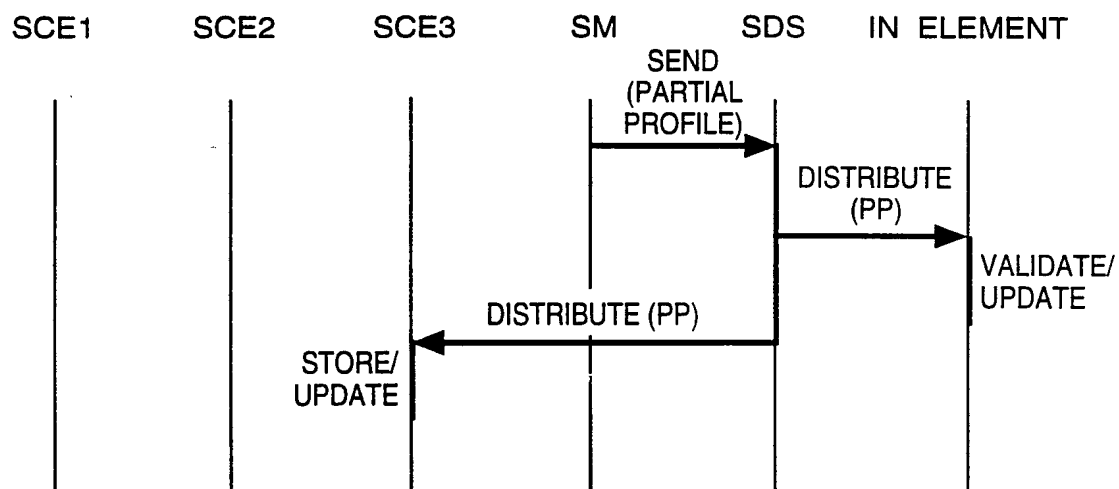 SCE1 SCE2 SCE3 SM SDS IN ELEMENT
SEND
(PARTIAL
PROFILE)
DISTRIBUTE
(PP)
VALIDATE/
UPDATE
DISTRIBUTE (PP)
STORE/
UPDATE